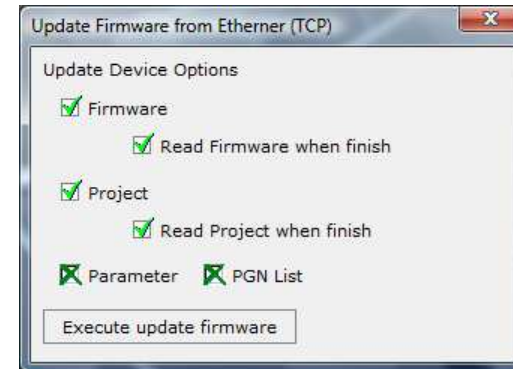 Update Firmware from Etherner (TCP)
Update Device Options
Firmware
Read Firmware when finish
Project
Read Project when finish
Parameter PGN List
Execute update firmware